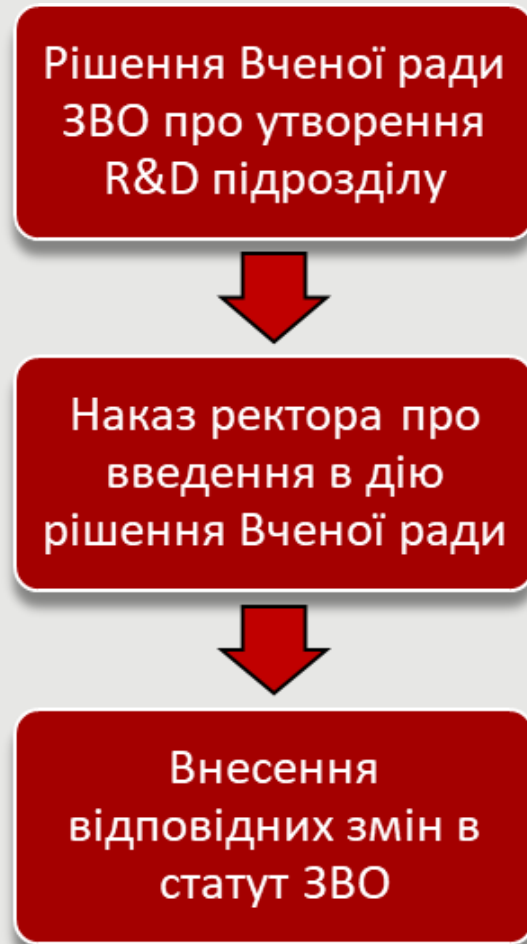 Рішення Вченої ради
ЗВО про утворення
R&D підрозділу
Наказ ректора про
введення в дію
рішення Вченої ради
Внесення
відповідних змін в
статут ЗВО